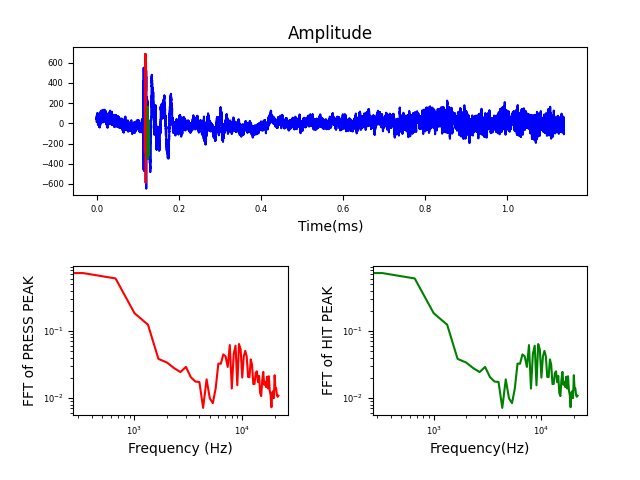 Amplitude
600
400
200
0
−200
−400
−600
0.0 0.2 0.4 0.6 0.8 1.0
Time(ms)
FFT of PRESS PEAK
10⁻¹
10⁻²
10³ 10⁴
Frequency (Hz)
FFT of HIT PEAK
10⁻¹
10⁻²
10³ 10⁴
Frequency(Hz)